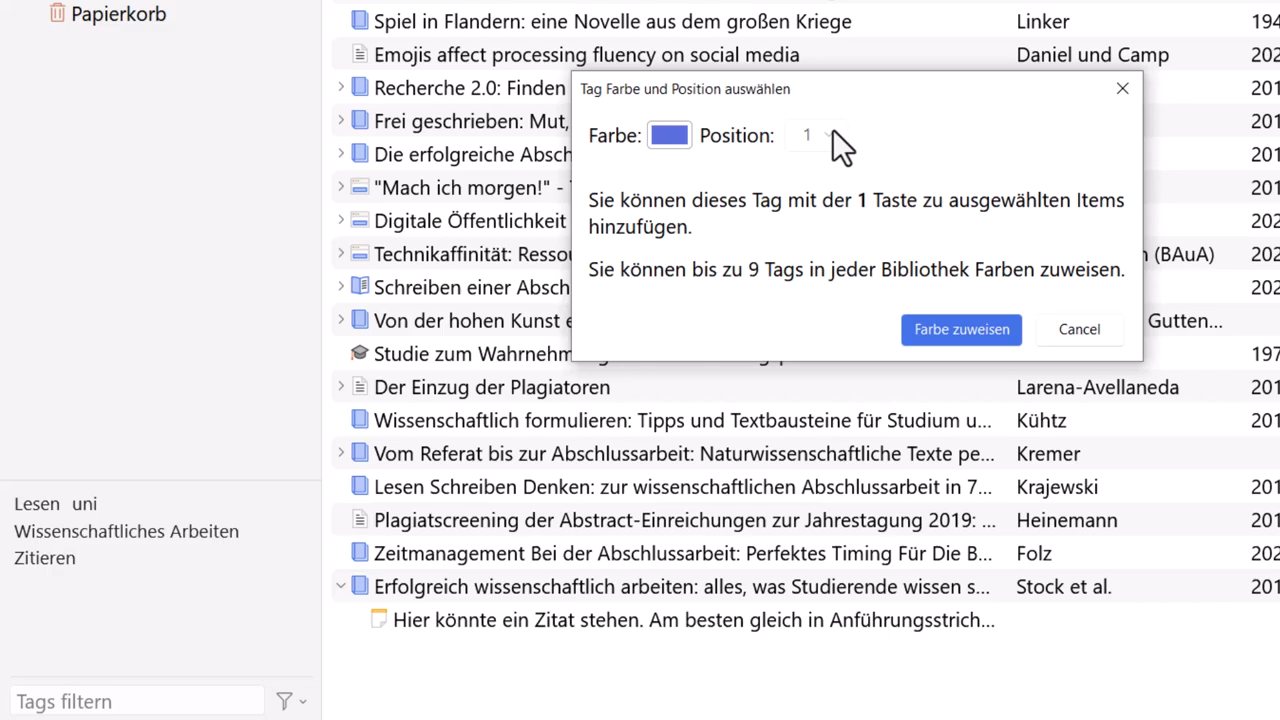 Papierkorb
Spiel in Flandern: eine Novelle aus dem großen Kriege Linker 194
Emojis affect processing fluency on social media Daniel und Camp 202
Recherche 2.0: Finden 201
Frei geschrieben: Mut, 201
Die erfolgreiche Absch 201
"Mach ich morgen!" - 201
Digitale Öffentlichkeit 202
Technikaffinität: Resso (BAuA) 202
Schreiben einer Absch 202
Von der hohen Kunst Gutten...
Studie zum Wahrnehm 197
Der Einzug der Plagiatoren Larena-Avellaneda 201
Wissenschaftlich formulieren: Tipps und Textbausteine für Studium u... Kühtz 201
Vom Referat bis zur Abschlussarbeit: Naturwissenschaftliche Texte pe... Kremer
Lesen Schreiben Denken: zur wissenschaftlichen Abschlussarbeit in 7... Krajewski 201
Plagiatscreening der Abstract-Einreichungen zur Jahrestagung 2019: ... Heinemann 201
Zeitmanagement Bei der Abschlussarbeit: Perfektes Timing Für Die B... Folz 202
Erfolgreich wissenschaftlich arbeiten: alles, was Studierende wissen s... Stock et al. 201
Hier könnte ein Zitat stehen. Am besten gleich in Anführungsstrich...
Tag Farbe und Position auswählen
Farbe: Position: 1
Sie können dieses Tag mit der 1 Taste zu ausgewählten Items
hinzufügen.
Sie können bis zu 9 Tags in jeder Bibliothek Farben zuweisen.
Farbe zuweisen Cancel
Lesen uni
Wissenschaftliches Arbeiten
Zitieren
Tags filtern